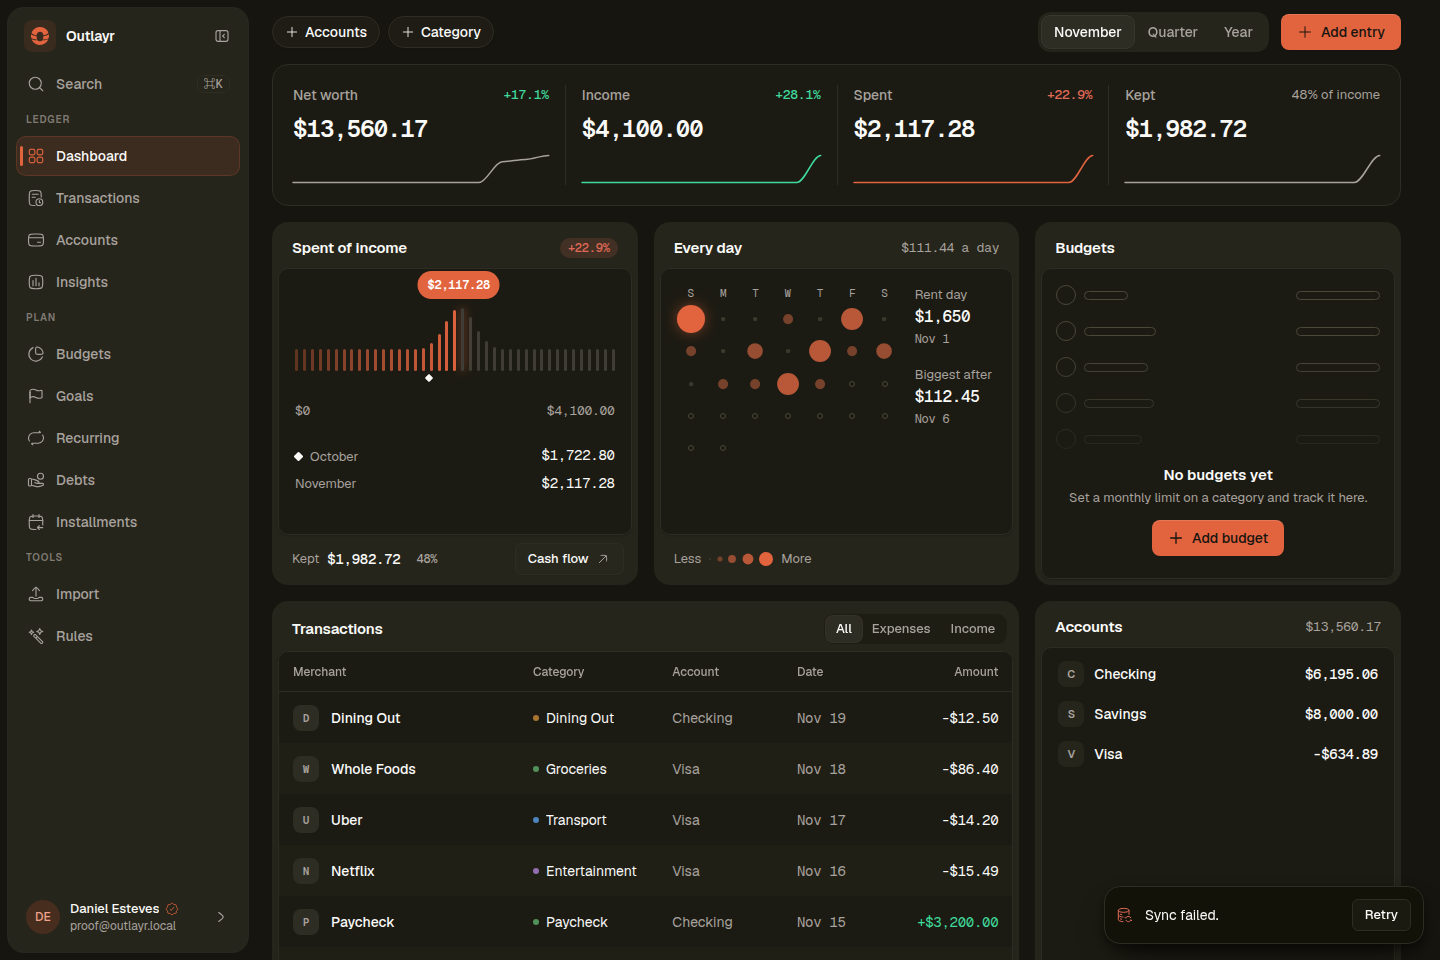 Outlayr
Search ⌘K
LEDGER
Dashboard
Transactions
Accounts
Insights
PLAN
Budgets
Goals
Recurring
Debts
Installments
TOOLS
Import
Rules
DE
Daniel Esteves
proof@outlayr.local
+ Accounts + Category
November Quarter Year + Add entry
Net worth +17.1%
$13,560.17
Income +28.1%
$4,100.00
Spent +22.9%
$2,117.28
Kept 48% of income
$1,982.72
Spent of income +22.9%
$2,117.28
$0 $4,100.00
October $1,722.80
November $2,117.28
Kept $1,982.72 48% Cash flow
Every day $111.44 a day
S M T W T F S
Rent day
$1,650
Nov 1
Biggest after
$112.45
Nov 6
Less More
Budgets
No budgets yet
Set a monthly limit on a category and track it here.
+ Add budget
Transactions All Expenses Income
Merchant Category Account Date Amount
D Dining Out Dining Out Checking Nov 19 -$12.50
W Whole Foods Groceries Visa Nov 18 -$86.40
U Uber Transport Visa Nov 17 -$14.20
N Netflix Entertainment Visa Nov 16 -$15.49
P Paycheck Paycheck Checking Nov 15 +$3,200.00
Accounts $13,560.17
C Checking $6,195.06
S Savings $8,000.00
V Visa -$634.89
Sync failed. Retry